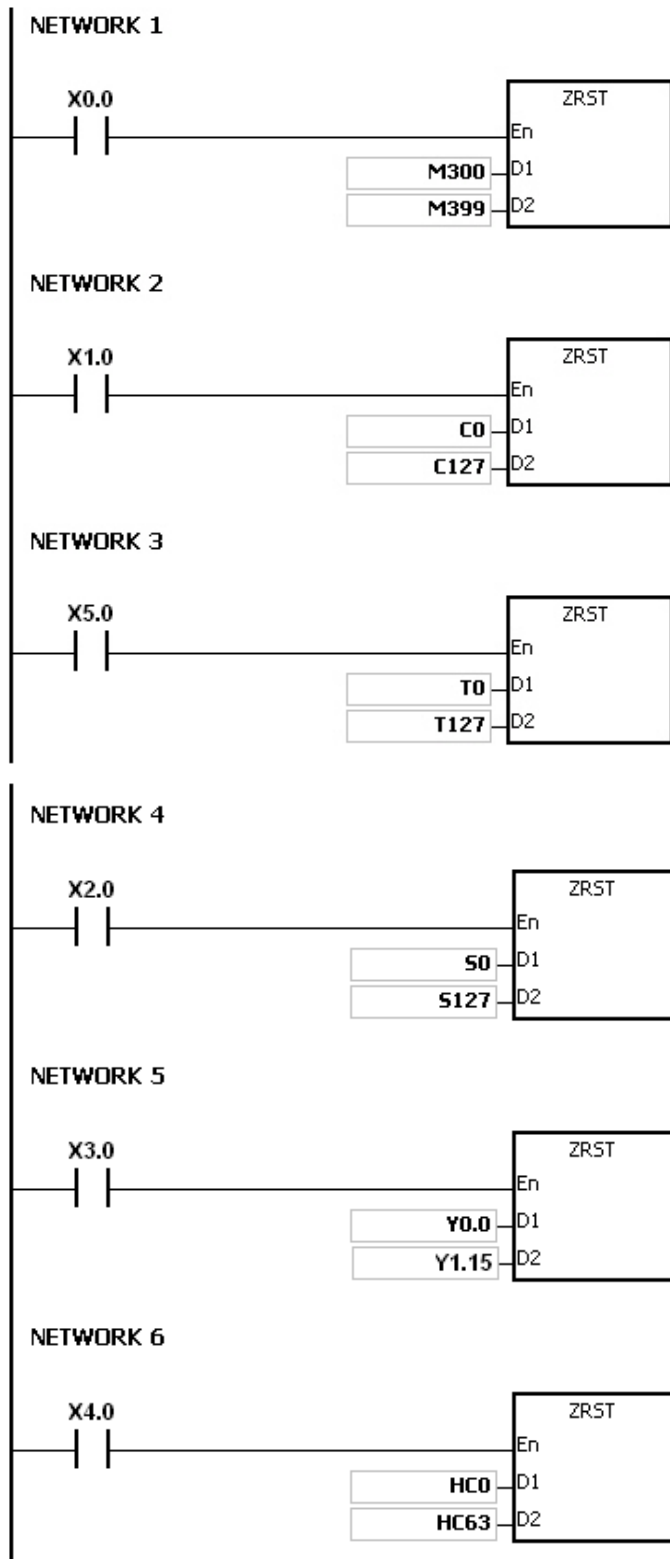 NETWORK 1
X0.0
ZRST
En
M300 D1
M399 D2
NETWORK 2
X1.0
ZRST
En
C0 D1
C127 D2
NETWORK 3
X5.0
ZRST
En
T0 D1
T127 D2
NETWORK 4
X2.0
ZRST
En
S0 D1
S127 D2
NETWORK 5
X3.0
ZRST
En
Y0.0 D1
Y1.15 D2
NETWORK 6
X4.0
ZRST
En
HC0 D1
HC63 D2